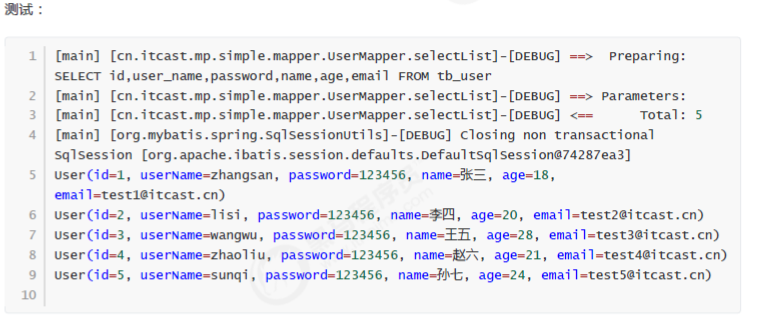 测试：
1 [main] [cn.itcast.mp.simple.mapper.UserMapper.selectList]-[DEBUG] ==>  Preparing:
SELECT id,user_name,password,name,age,email FROM tb_user
2 [main] [cn.itcast.mp.simple.mapper.UserMapper.selectList]-[DEBUG] ==> Parameters:
3 [main] [cn.itcast.mp.simple.mapper.UserMapper.selectList]-[DEBUG] <==      Total: 5
4 [main] [org.mybatis.spring.SqlSessionUtils]-[DEBUG] Closing non transactional
SqlSession [org.apache.ibatis.session.defaults.DefaultSqlSession@74287ea3]
5 User(id=1, userName=zhangsan, password=123456, name=张三, age=18,
email=test1@itcast.cn)
6 User(id=2, userName=lisi, password=123456, name=李四, age=20, email=test2@itcast.cn)
7 User(id=3, userName=wangwu, password=123456, name=王五, age=28, email=test3@itcast.cn)
8 User(id=4, userName=zhaoliu, password=123456, name=赵六, age=21, email=test4@itcast.cn)
9 User(id=5, userName=sunqi, password=123456, name=孙七, age=24, email=test5@itcast.cn)
10